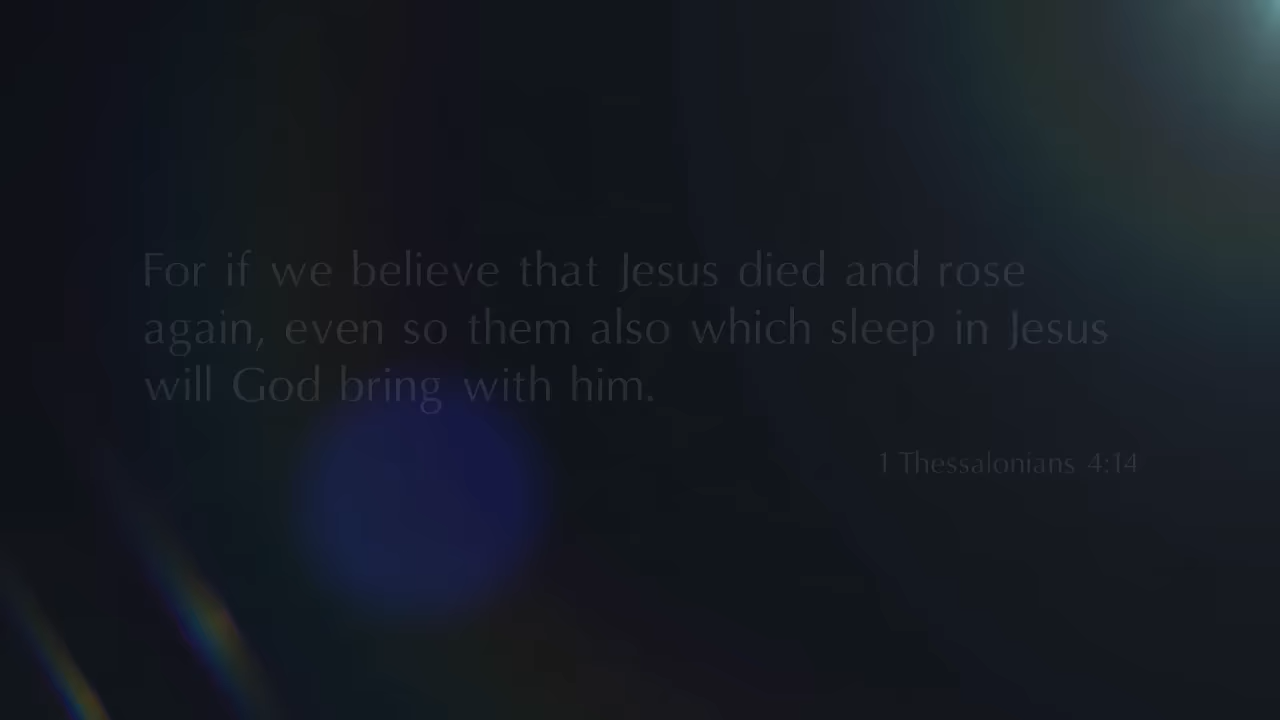 For if we believe that Jesus died and rose
again, even so them also which sleep in Jesus
will God bring with him.
1 Thessalonians 4:14